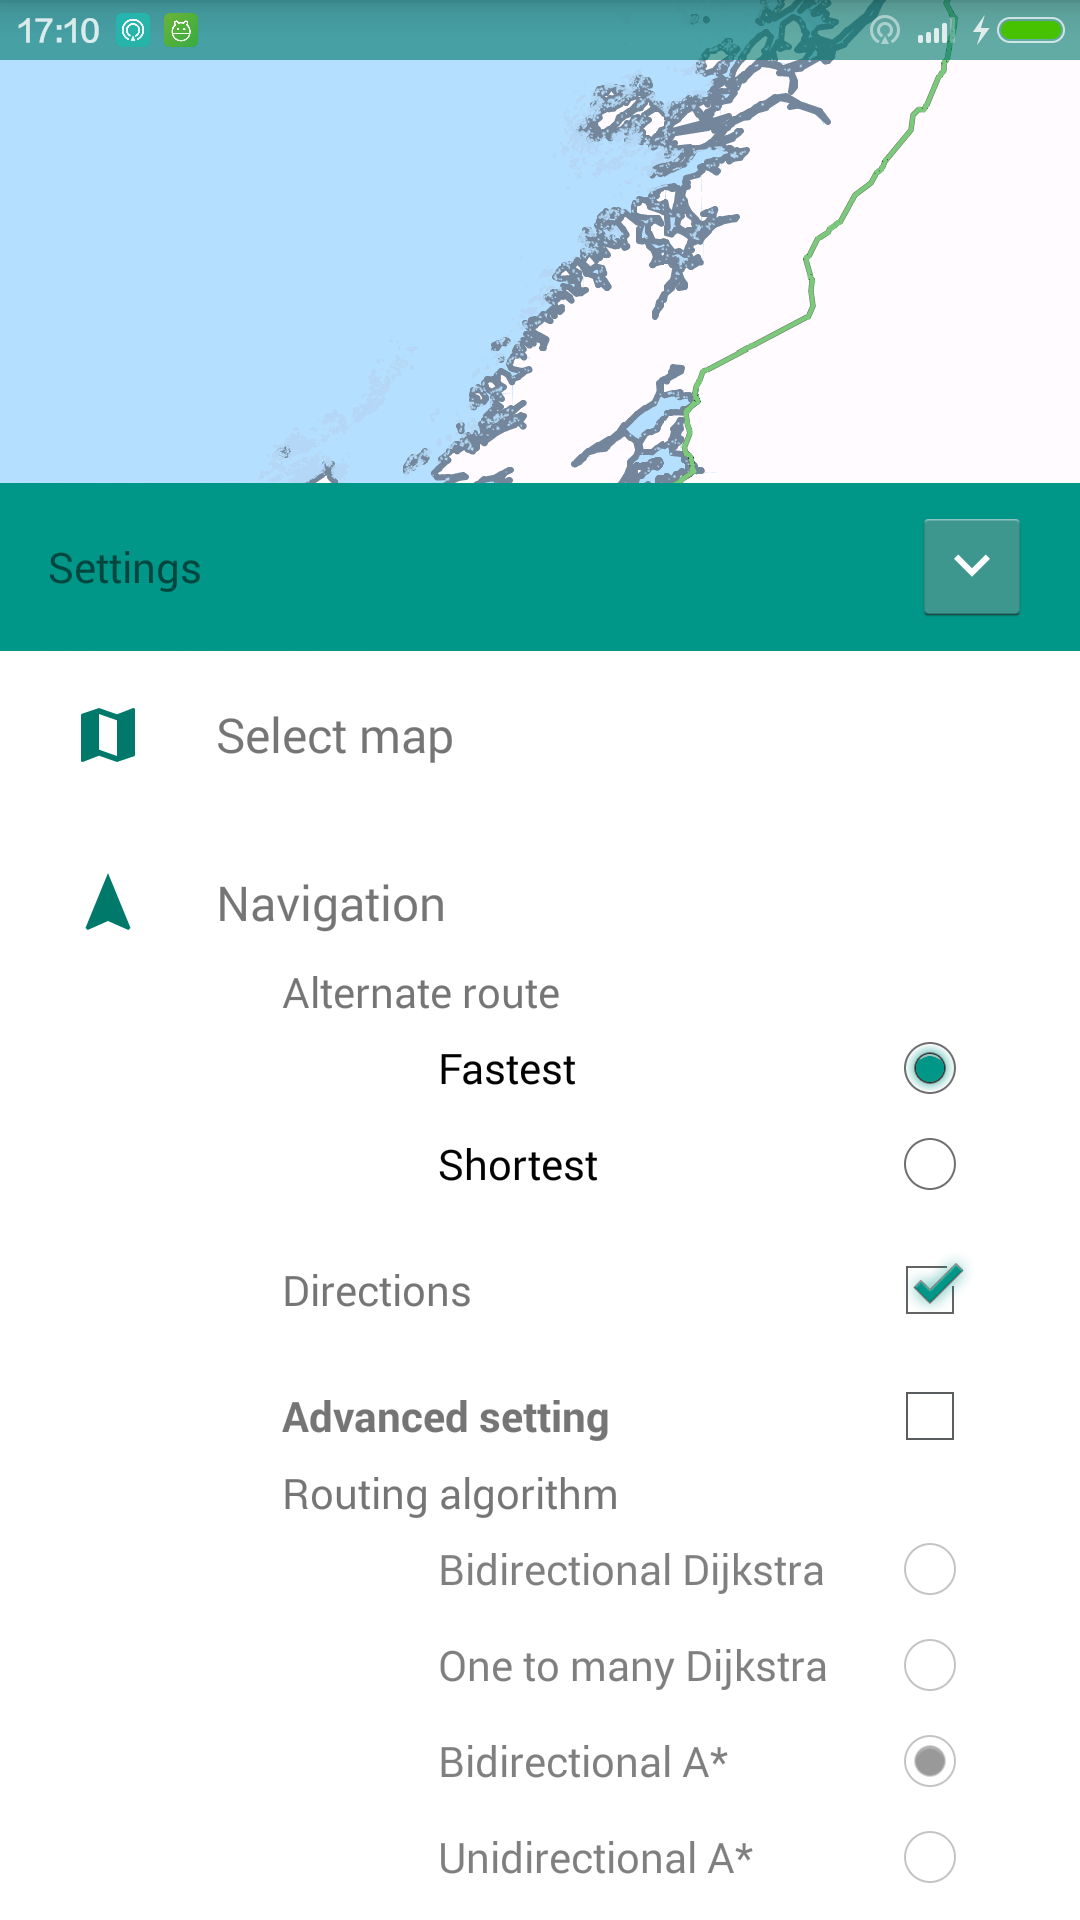 17:10
Settings
Select map
Navigation
Alternate route
Fastest
Shortest
Directions
Advanced setting
Routing algorithm
Bidirectional Dijkstra
One to many Dijkstra
Bidirectional A*
Unidirectional A*